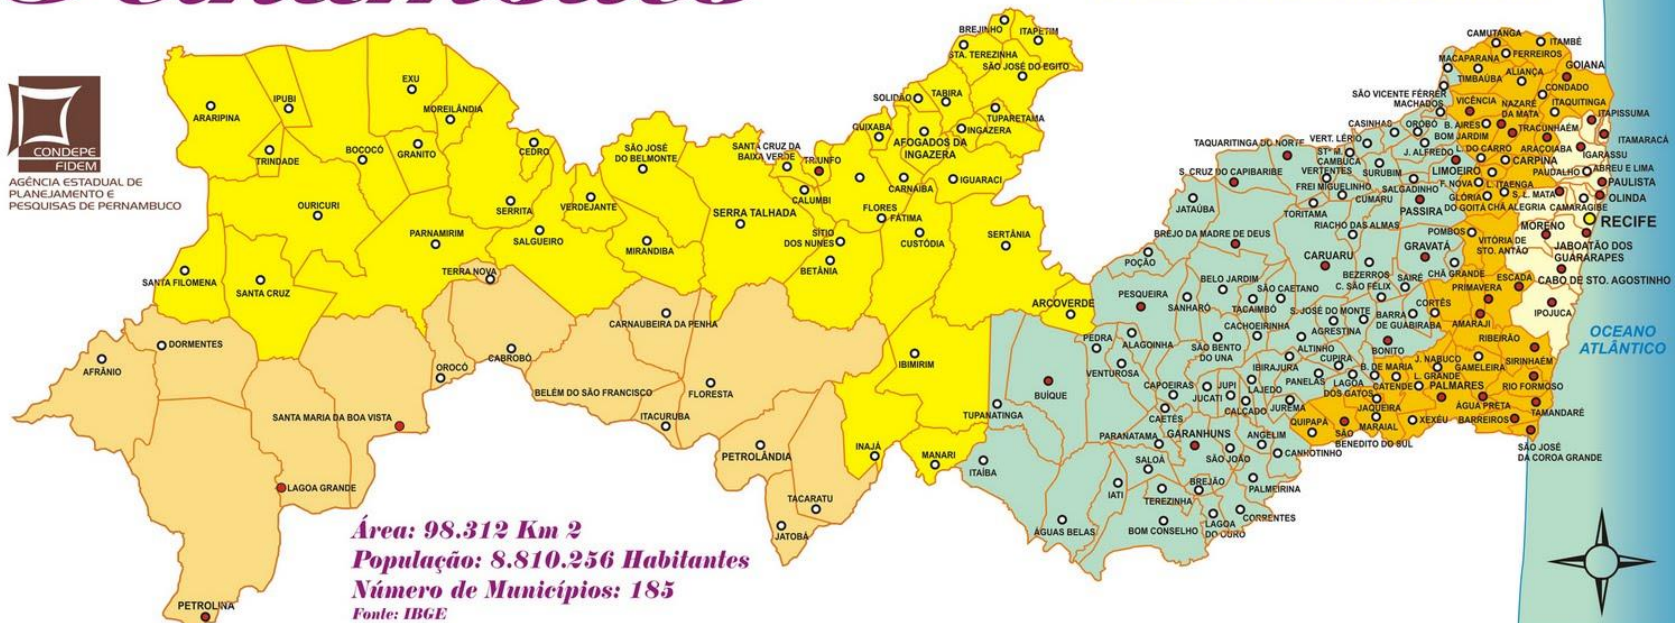 CONDEPE
FIDEM
AGÊNCIA ESTADUAL DE
PLANEJAMENTO E
PESQUISAS DE PERNAMBUCO
BREJINHO
ITAPETIM
STA. TEREZINHA
SÃO JOSÉ DO EGITO
SOLIDÃO
TABIRA
TUPARETAMA
QUIXABA
INGAZERA
AFOGADOS DA
INGAZERA
IGUARACI
ARARIPINA
IPUBI
EXU
MOREILÂNDIA
TRINDADE
BOCOCÓ
GRANITO
CEDRO
SÃO JOSÉ
DO BELMONTE
SANTA CRUZ DA
BAIXA VERDE
TRIUNFO
CALUMBI
CARNAÍBA
OURICURI
SERRITA
VERDEJANTE
SERRA TALHADA
FLORES
FÁTIMA
PARNAMIRIM
SALGUEIRO
MIRANDIBA
SÍTIO
DOS NUNES
CUSTÓDIA
SERTÂNIA
BETÂNIA
SANTA FILOMENA
SANTA CRUZ
TERRA NOVA
ARCOVERDE
CARNAUBEIRA DA PENHA
DORMENTES
AFRÂNIO
CABROBÓ
OROCÓ
IBIMIRIM
BELÉM DO SÃO FRANCISCO
FLORESTA
SANTA MARIA DA BOA VISTA
ITACURUBA
PETROLÂNDIA
INAJÁ
MANARI
LAGOA GRANDE
TACARATU
JATOBÁ
PETROLINA
CAMUTANGA
ITAMBÉ
FERREIROS
MACAPARANA
TIMBAÚBA
ALIANÇA
GOIANA
CONDADO
SÃO VICENTE FÉRRER
MACHADOS
VICÊNCIA
NAZARÉ
DA MATA
ITAQUITINGA
ITAPISSUMA
CASINHAS
OROBÓ
B. AIRES
TRACUNHAÉM
BOM JARDIM
ITAMARACÁ
VERT. LÉRIO
TAQUARITINGA DO NORTE
CAMBUCA
J. ALFREDO
L. DO CARRO
ARAÇOIABA
IGARASSU
SURUBIM
LIMOEIRO
CARPINA
PAUDALHO
ABREU E LIMA
S. CRUZ DO CAPIBARIBE
VERTENTES
FREI MIGUELINHO
SALGADINHO
F. NOVA
L. ITAENGA
PAULISTA
JATAÚBA
TORITAMA
CUMARU
PASSIRA
GLÓRIA
DO GOITÁ
CHÃ ALEGRIA
S. L. MATA
CAMARAGIBE
OLINDA
RECIFE
RIACHO DAS ALMAS
BREJO DA MADRE DE DEUS
POMBOS
VITÓRIA DE
STO. ANTÃO
MORENO
JABOATÃO DOS
GUARARAPES
POÇÃO
CARUARU
GRAVATÁ
BEZERROS
SAIRÉ
CHÃ GRANDE
ESCADA
CABO DE STO. AGOSTINHO
BELO JARDIM
SÃO CAETANO
C. SÃO FÉLIX
PRIMAVERA
PESQUEIRA
SANHARÓ
TACAIMBÓ
S. JOSÉ DO MONTE
BARRA
DE GUABIRABA
CORTÊS
AMARAJI
IPOJUCA
CACHOEIRINHA
AGRESTINA
PEDRA
ALAGOINHA
SÃO BENTO
DO UNA
ALTINHO
BONITO
RIBEIRÃO
OCEANO
ATLÂNTICO
VENTUROSA
IBIRAJUBA
CUPIRA
B. DE MARIA
J. NABUCO
GAMELEIRA
SIRINHAÉM
CAPOEIRAS
JUPI
LAJEDO
PANELAS
LAGOA
DOS GATOS
CATENDE
L. GRANDE
PALMARES
RIO FORMOSO
BUÍQUE
JUCATI
CALÇADO
JUREMA
JAQUEIRA
ÁGUA PRETA
TAMANDARÉ
TUPANATINGA
CAETÉS
QUIPAPÁ
MARAIAL
XEXÉU
BARREIROS
PARANATAMA
GARANHUNS
ANGELIM
SÃO
BENEDITO DO SUL
SÃO JOSÉ
DA COROA GRANDE
ITAÍBA
SALOÁ
SÃO JOÃO
CANHOTINHO
IATI
TEREZINHA
BREJÃO
PALMEIRINA
ÁGUAS BELAS
BOM CONSELHO
LAGOA
DO OURO
CORRENTES
Área: 98.312 Km 2
População: 8.810.256 Habitantes
Número de Municípios: 185
Fonte: IBGE